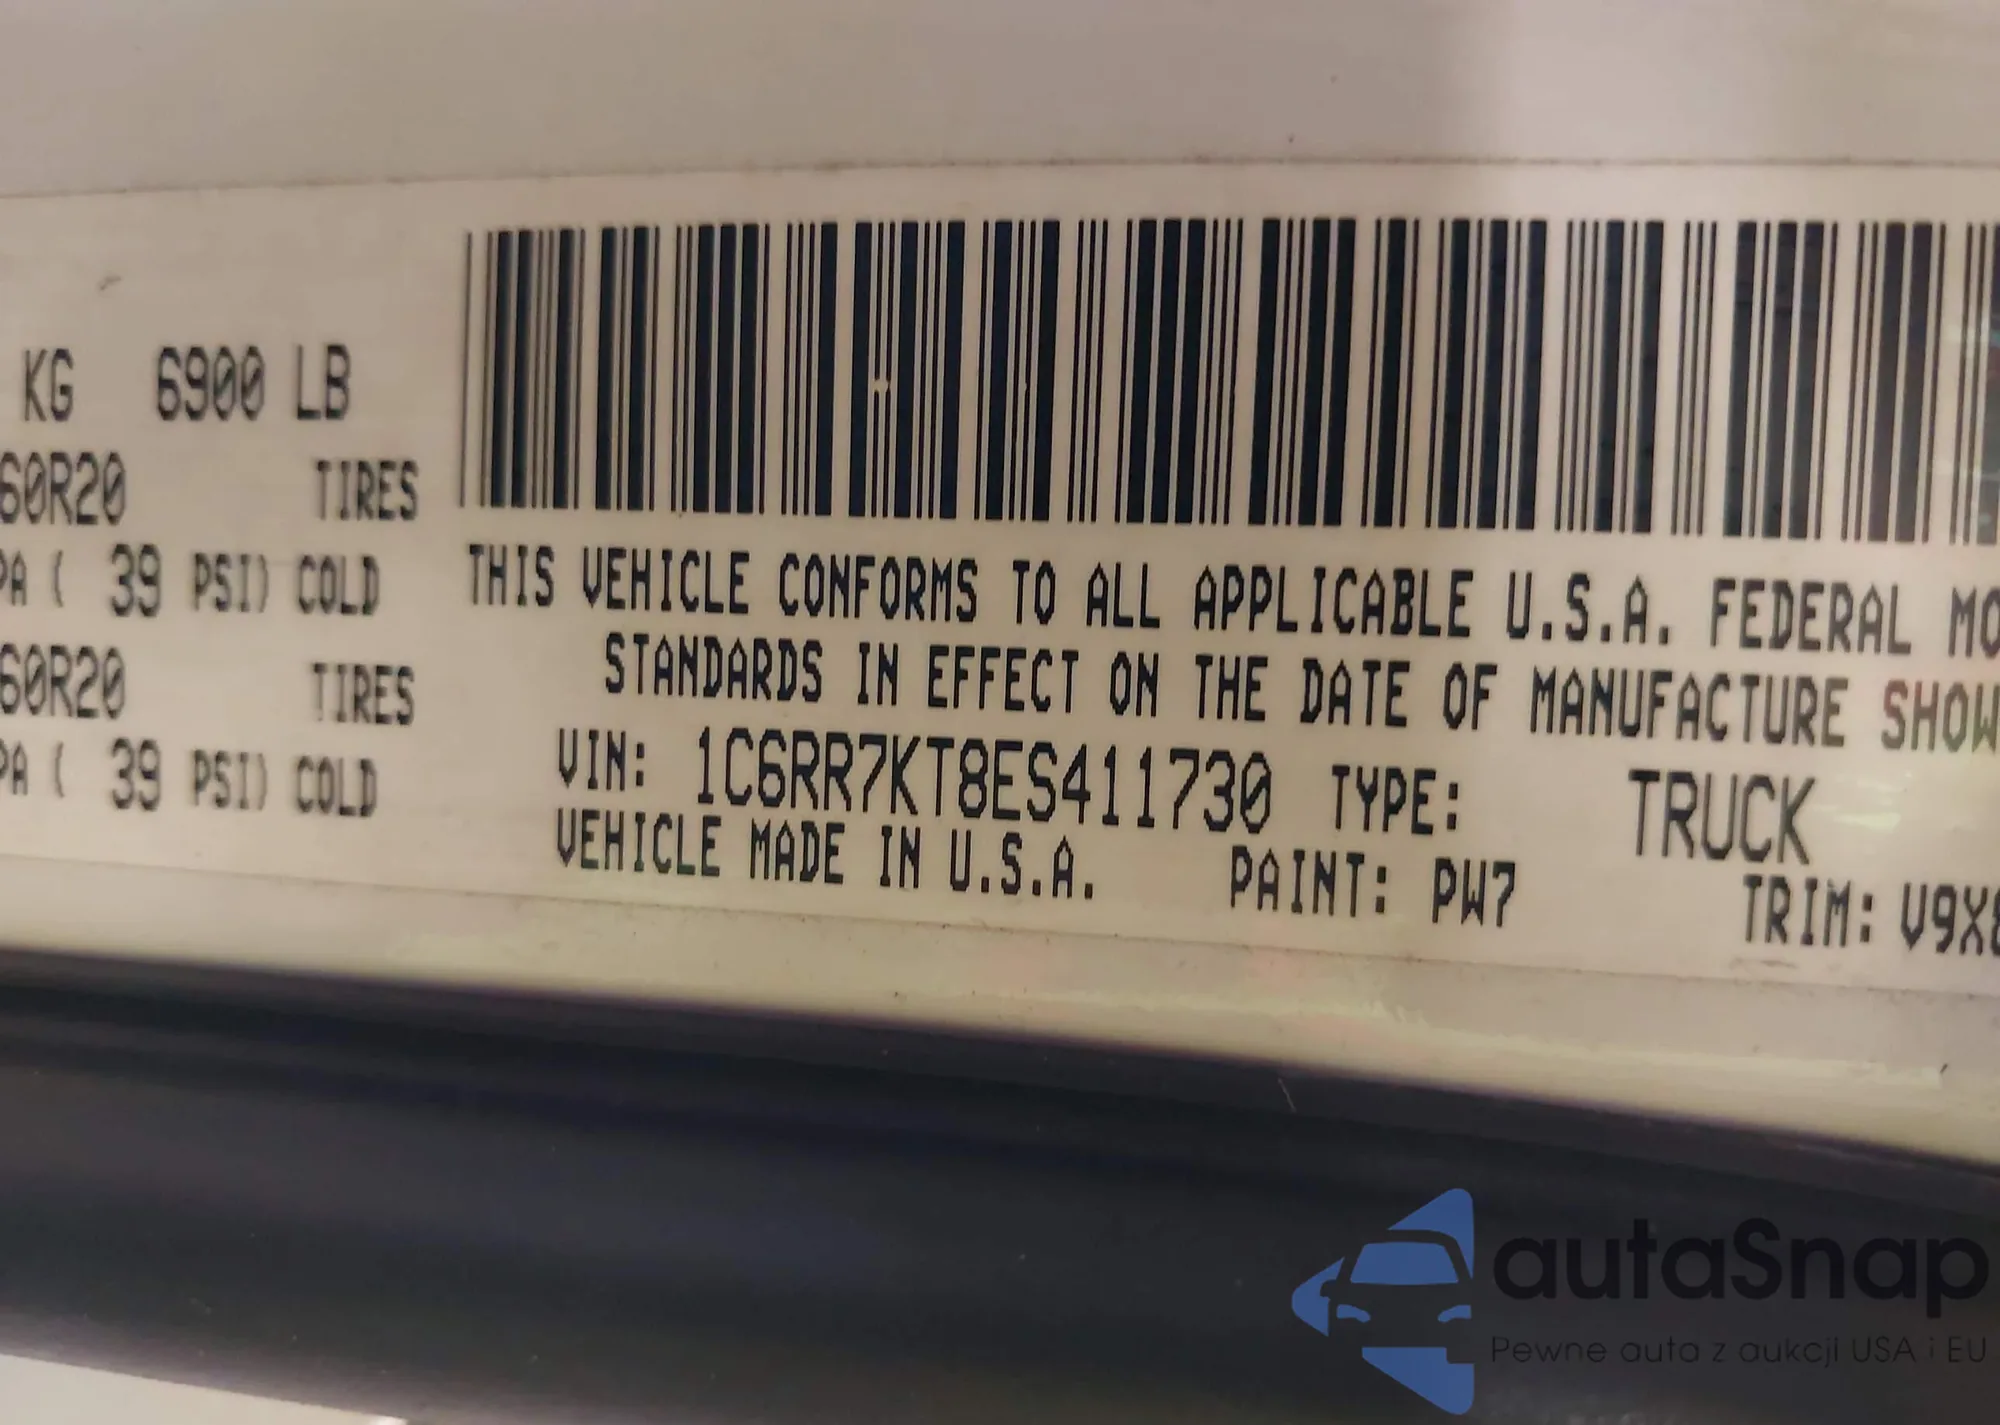 KG 6900 LB
60R20 TIRES
PA ( 39 PSI) COLD
60R20 TIRES
PA ( 39 PSI) COLD
THIS VEHICLE CONFORMS TO ALL APPLICABLE U.S.A. FEDERAL MO
STANDARDS IN EFFECT ON THE DATE OF MANUFACTURE SHOW
VIN: 1C6RR7KT8ES411730 TYPE: TRUCK
VEHICLE MADE IN U.S.A. PAINT: PW7 TRIM: V9X8
autaSnap
Pewne auta z aukcji USA i EU